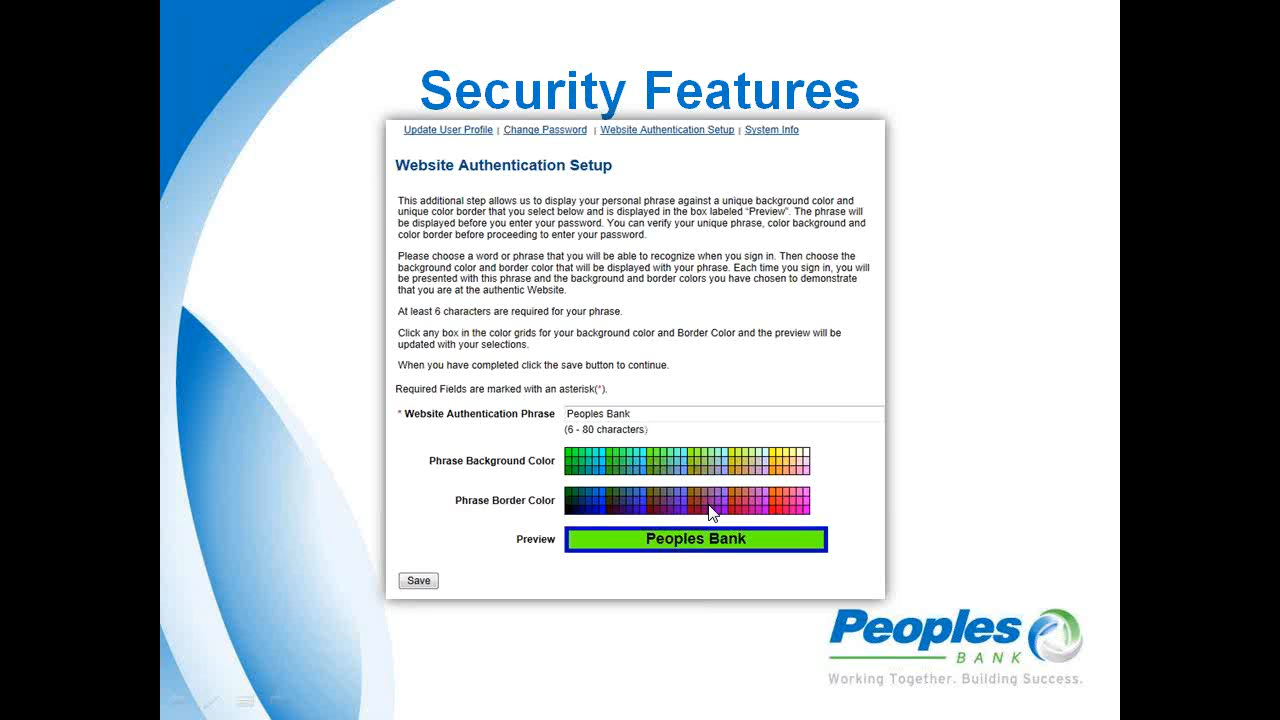 Security Features
Update User Profile | Change Password | Website Authentication Setup | System Info
Website Authentication Setup
This additional step allows us to display your personal phrase against a unique background color and
unique color border that you select below and is displayed in the box labeled “Preview”. The phrase will
be displayed before you enter your password. You can verify your unique phrase, color background and
color border before proceeding to enter your password.
Please choose a word or phrase that you will be able to recognize when you sign in. Then choose the
background color and border color that will be displayed with your phrase. Each time you sign in, you will
be presented with this phrase and the background and border colors you have chosen to demonstrate
that you are at the authentic Website.
At least 6 characters are required for your phrase.
Click any box in the color grids for your background color and Border Color and the preview will be
updated with your selections.
When you have completed click the save button to continue.
Required Fields are marked with an asterisk(*).
* Website Authentication Phrase Peoples Bank
(6 - 80 characters)
Phrase Background Color
Phrase Border Color
Preview Peoples Bank
Save
Peoples
BANK
Working Together. Building Success.